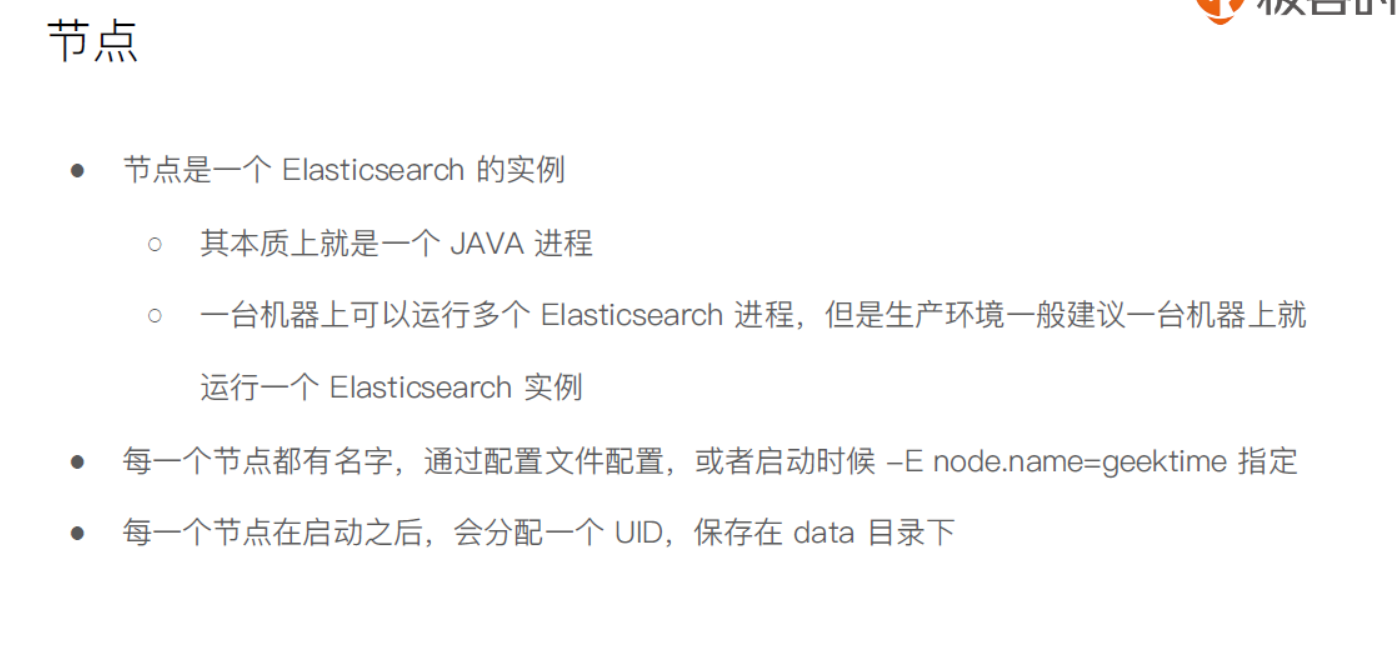 节点
● 节点是一个 Elasticsearch 的实例
○ 其本质上就是一个 JAVA 进程
○ 一台机器上可以运行多个 Elasticsearch 进程，但是生产环境一般建议一台机器上就
运行一个 Elasticsearch 实例
● 每一个节点都有名字，通过配置文件配置，或者启动时候 –E node.name=geektime 指定
● 每一个节点在启动之后，会分配一个 UID，保存在 data 目录下